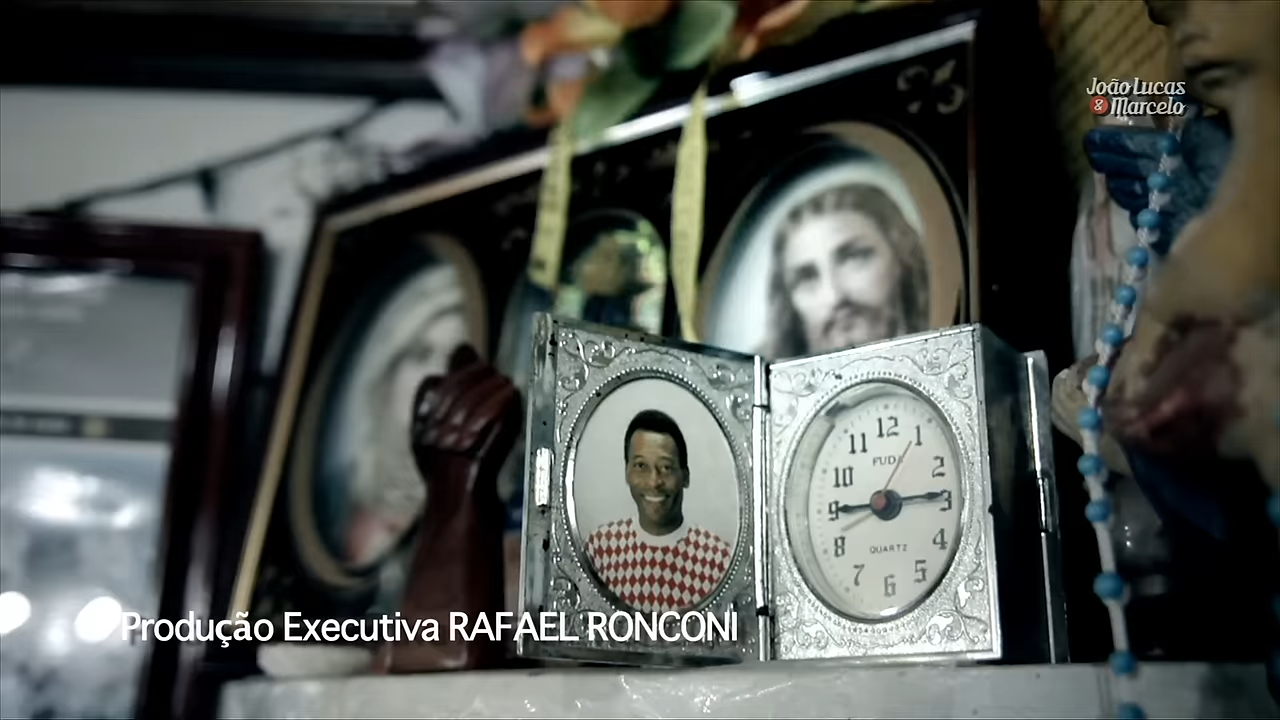 João Lucas
& Marcelo
12
11 1
FUDA
10 2
9 3
8 4
QUARTZ
7 5
6
Produção Executiva RAFAEL RONCONI